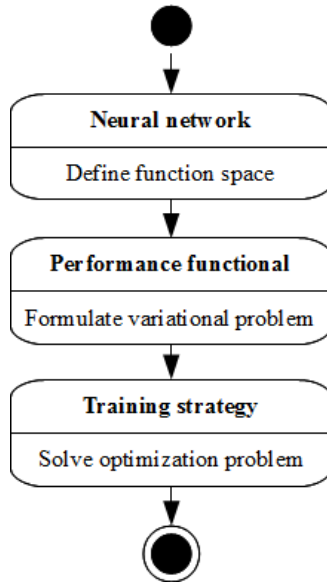 Neural network
Define function space
Performance functional
Formulate variational problem
Training strategy
Solve optimization problem